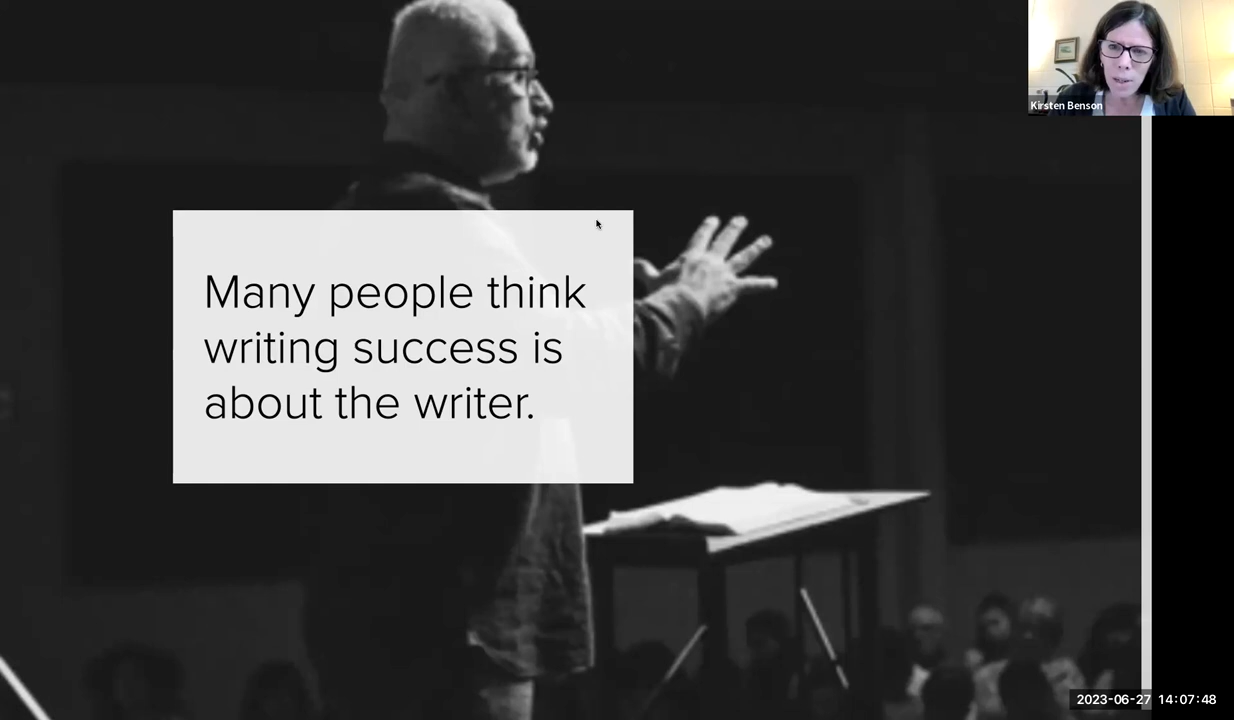 Kirsten Benson
Many people think
writing success is
about the writer.
2023-06-27 14:07:48